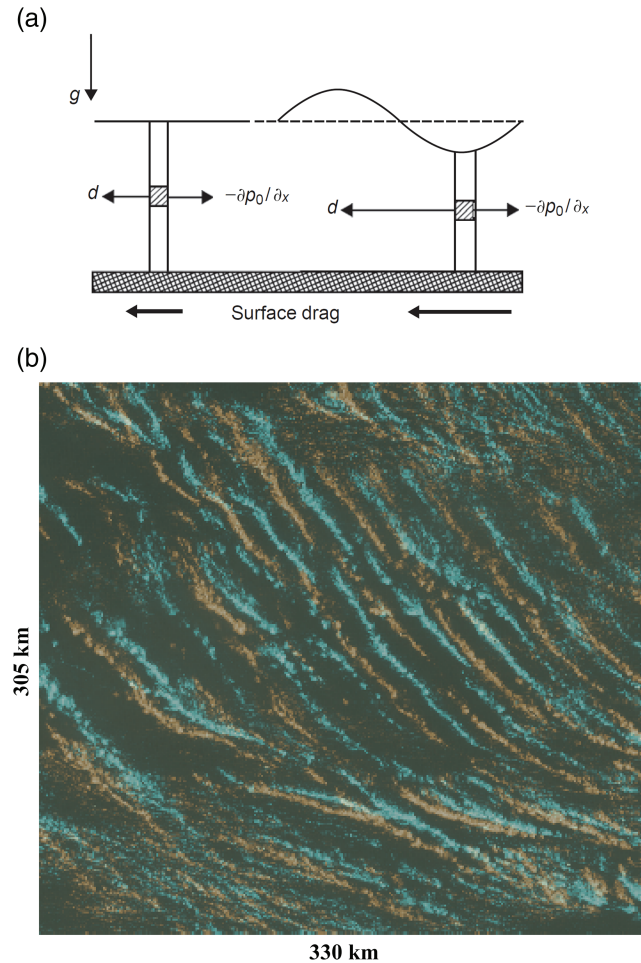 (a)
g
d
−∂p₀/∂x
d
−∂p₀/∂x
Surface drag
(b)
305 km
330 km